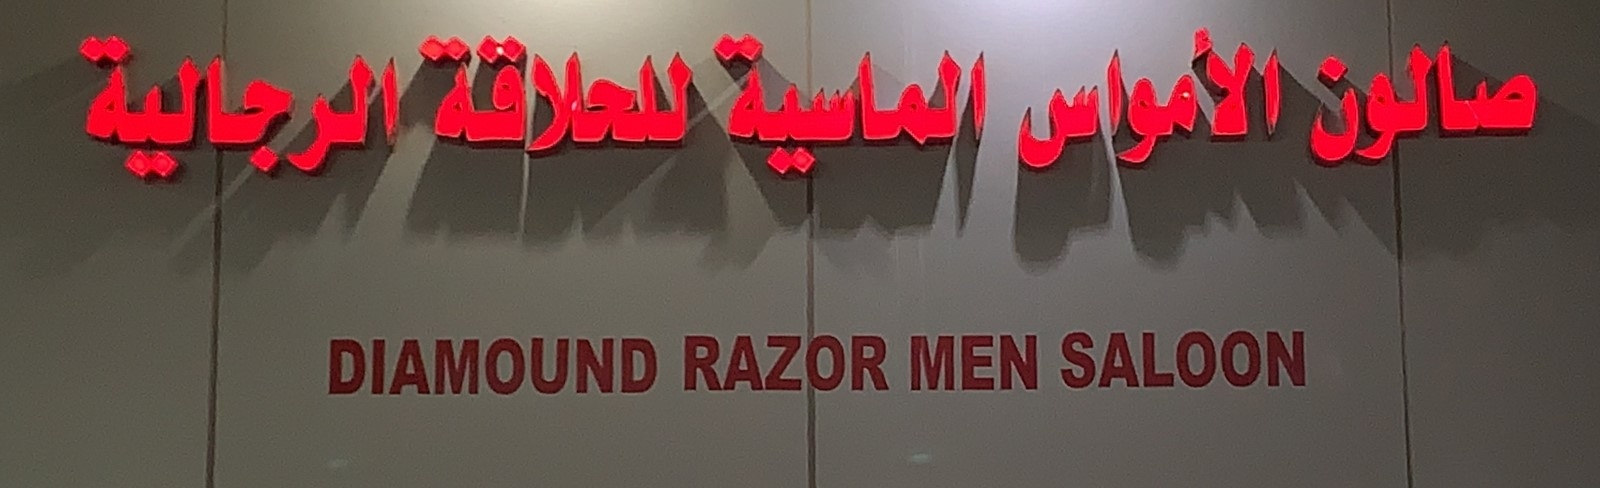 صالون الأمواس الماسية للحلاقة الرجالية
DIAMOUND RAZOR MEN SALOON